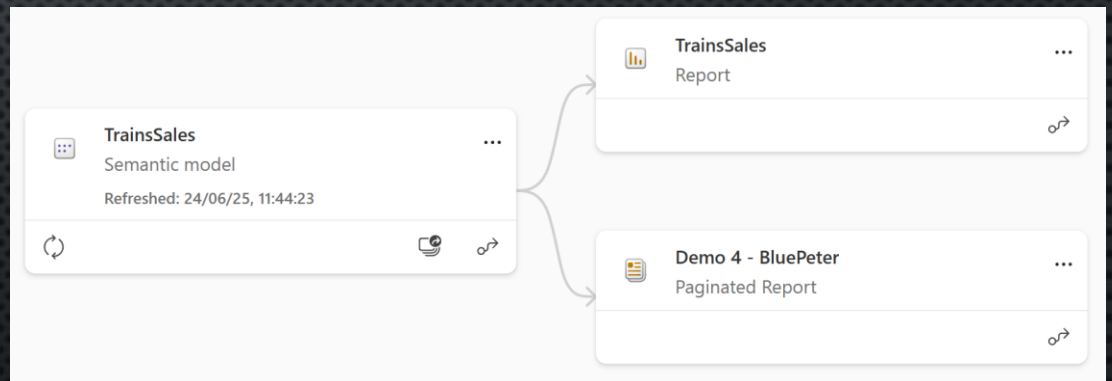 TrainsSales
Semantic model
Refreshed: 24/06/25, 11:44:23
TrainsSales
Report
Demo 4 - BluePeter
Paginated Report